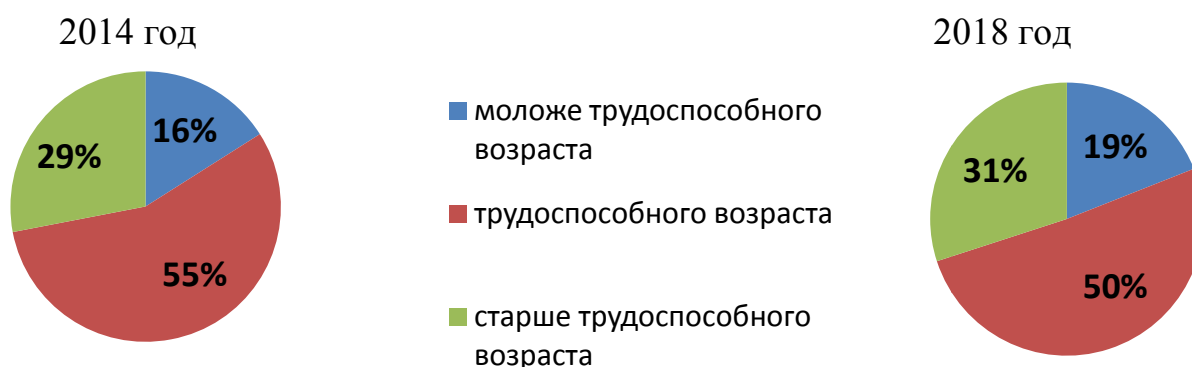 2014 год
16%
29%
55%
моложе трудоспособного
возраста
трудоспособного возраста
старше трудоспособного
возраста
2018 год
19%
31%
50%